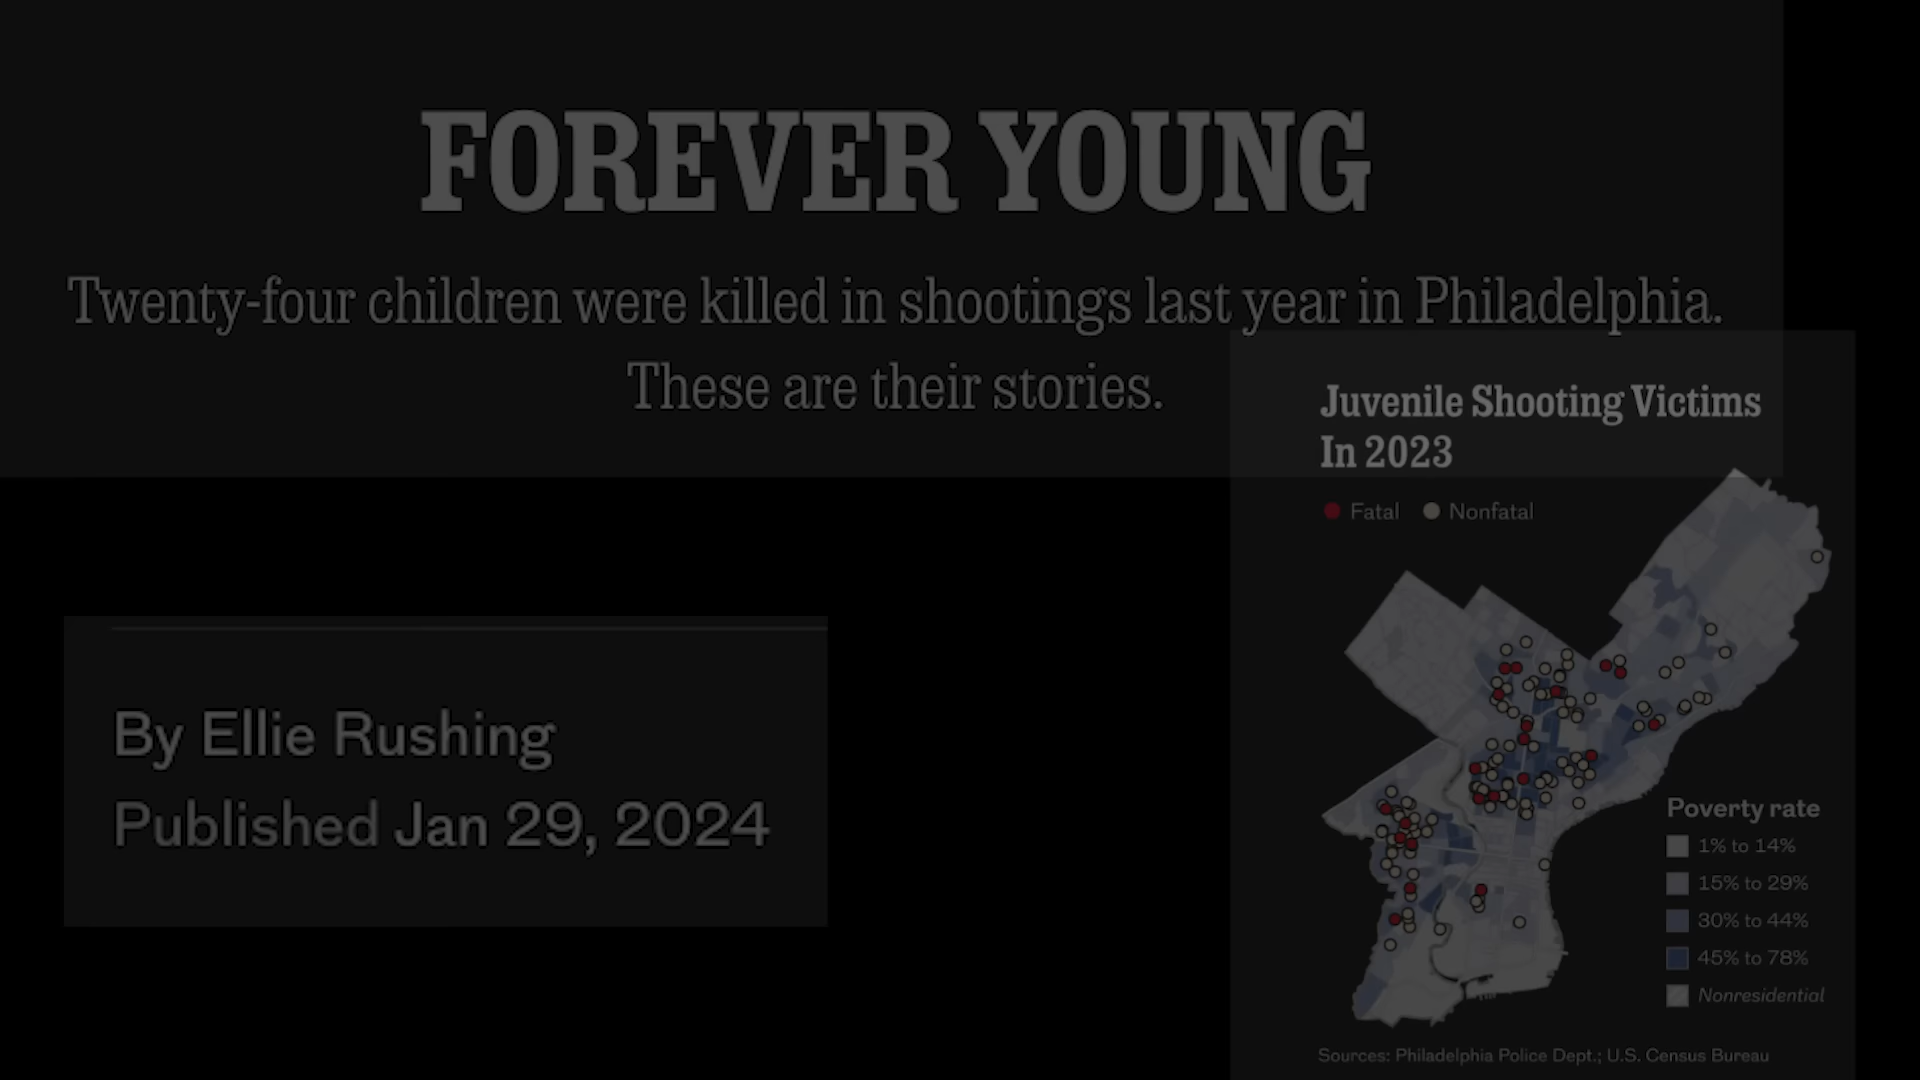 FOREVER YOUNG
Twenty-four children were killed in shootings last year in Philadelphia.
These are their stories.
By Ellie Rushing
Published Jan 29, 2024
Juvenile Shooting Victims
In 2023
Fatal Nonfatal
Poverty rate
1% to 14%
15% to 29%
30% to 44%
45% to 78%
Nonresidential
Sources: Philadelphia Police Dept.; U.S. Census Bureau